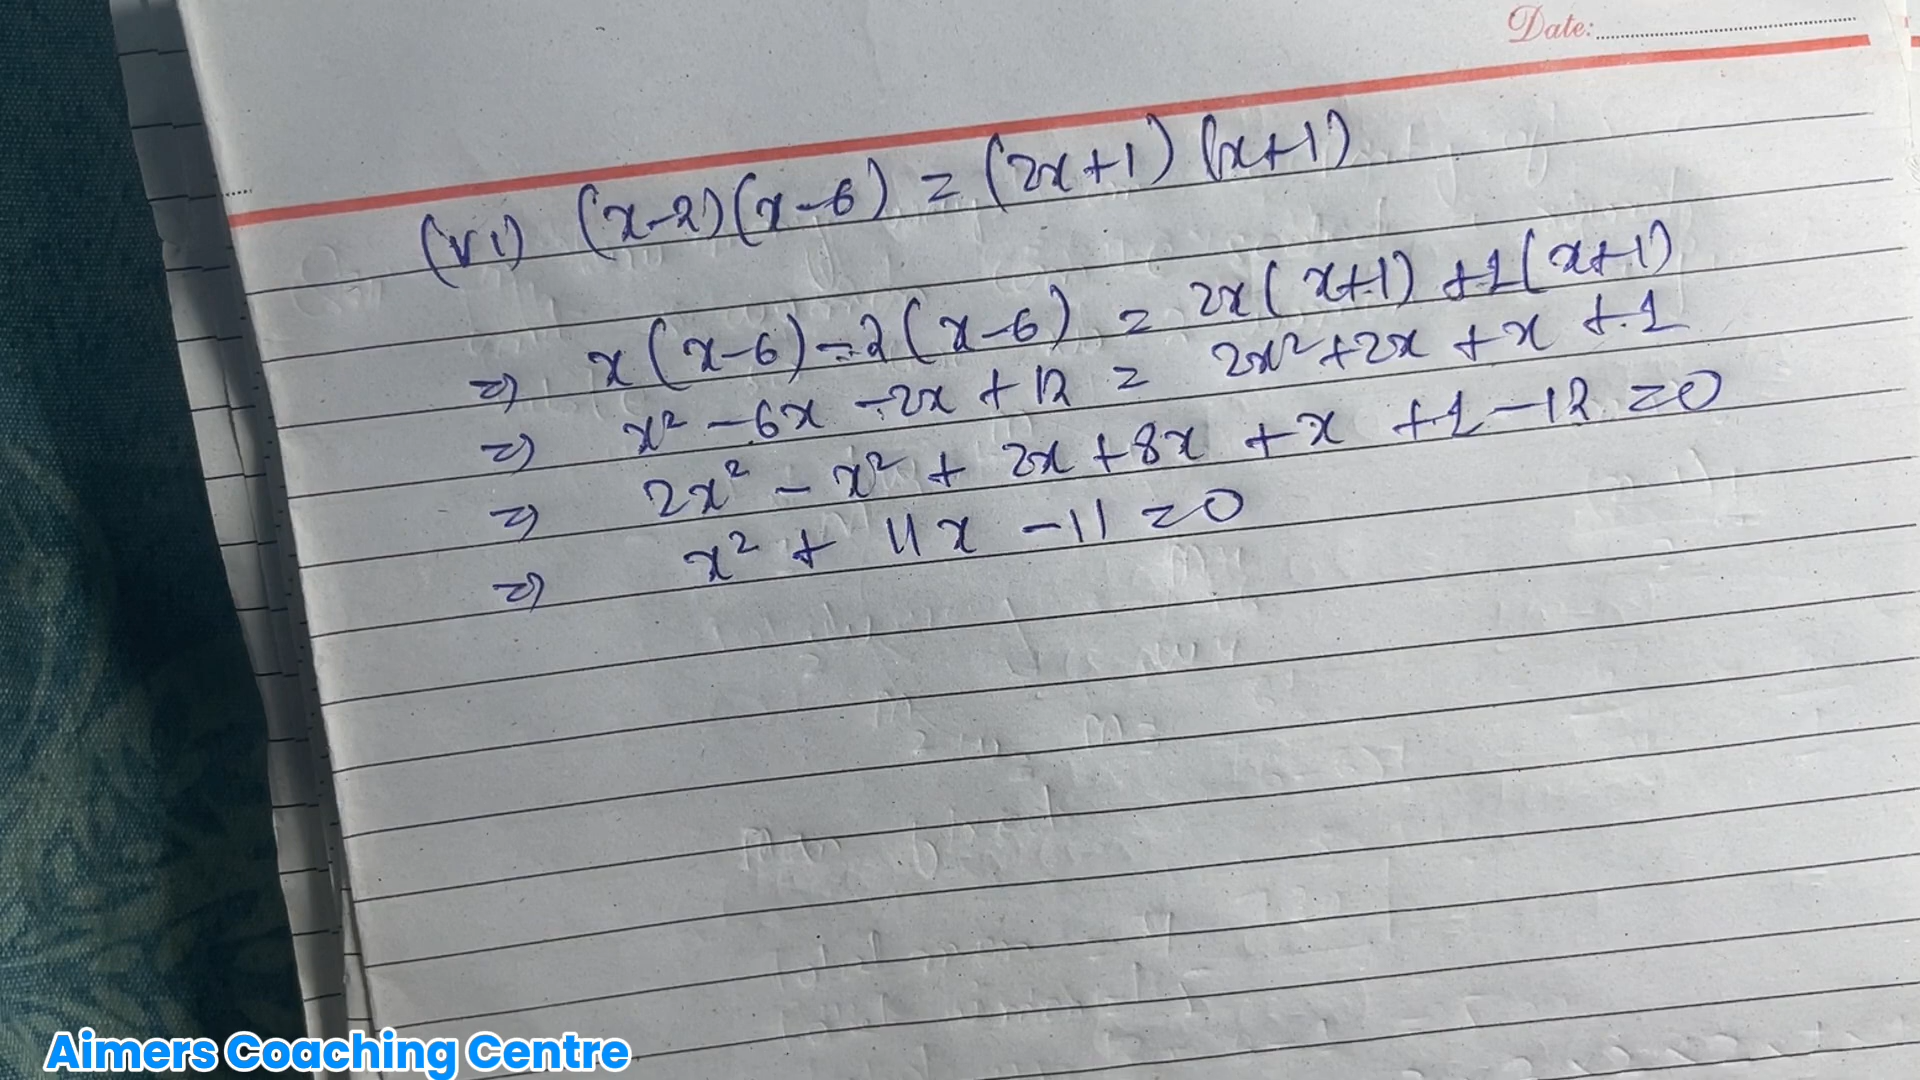 Date:
(vi) (x-2)(x-6) = (2x+1) (x+1)
⇒ x(x-6)-2(x-6) = 2x(x+1) +1(x+1)
⇒ x² - 6x - 2x + 12 = 2x²+2x + x + 1
⇒ 2x² - x² + 2x + 8x + x + 1 - 12 = 0
⇒ x² + 11x - 11 = 0
Aimers Coaching Centre